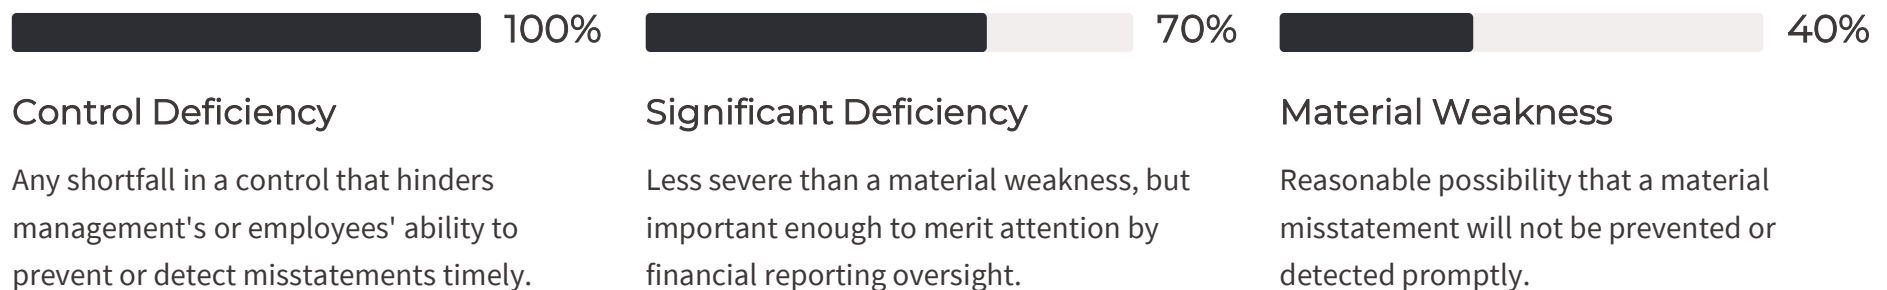 100%
Control Deficiency
Any shortfall in a control that hinders
management's or employees' ability to
prevent or detect misstatements timely.
70%
Significant Deficiency
Less severe than a material weakness, but
important enough to merit attention by
financial reporting oversight.
40%
Material Weakness
Reasonable possibility that a material
misstatement will not be prevented or
detected promptly.